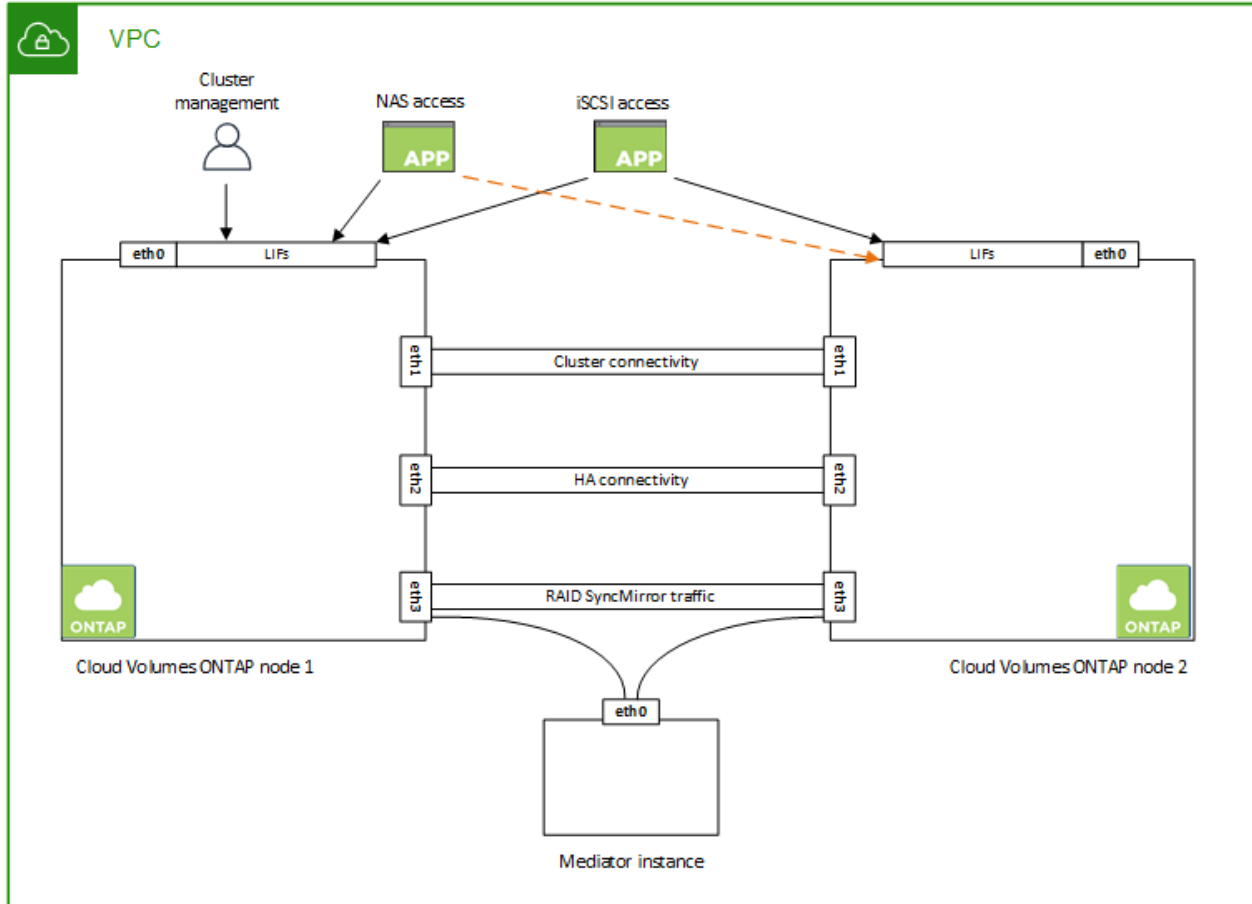 VPC
Cluster
management
NAS access
iSCSI access
APP
APP
eth0
LIFs
LIFs
eth0
eth1
Cluster connectivity
eth1
eth2
HA connectivity
eth2
eth3
RAID SyncMirror traffic
eth3
ONTAP
ONTAP
Cloud Volumes ONTAP node 1
Cloud Volumes ONTAP node 2
eth0
Mediator instance